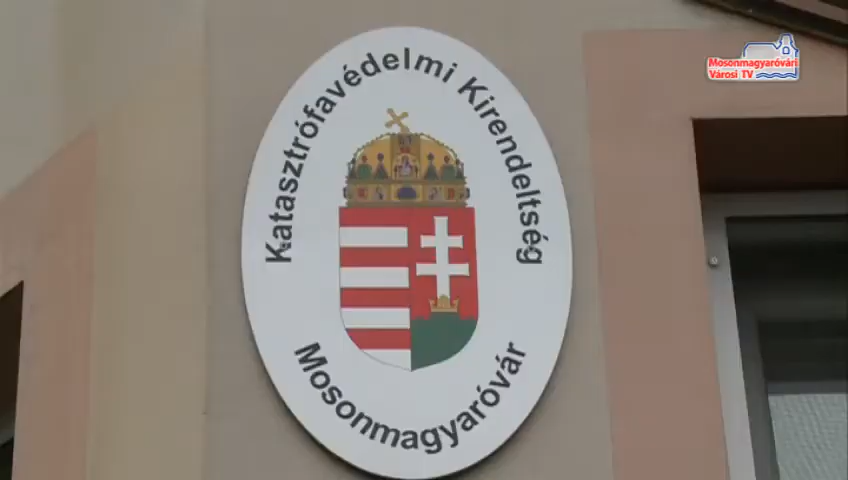 Katasztrófavédelmi Kirendeltség
Mosonmagyaróvár
Mosonmagyaróvári
Városi TV